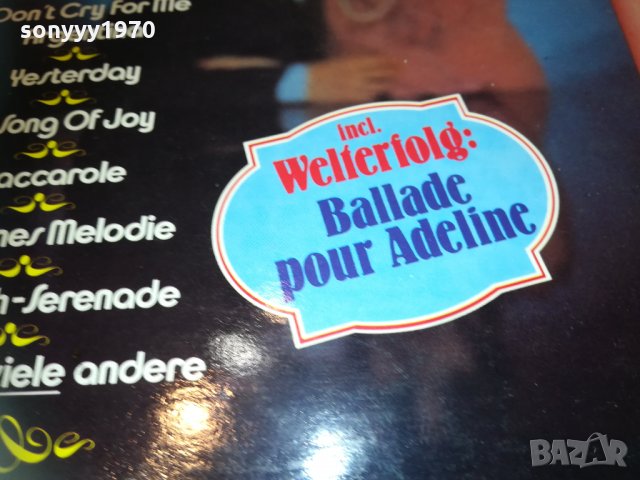 Don't Cry For Me
sonyyy1970
Yesterday
Song Of Joy
incl.
Welterfolg:
Ballade
pour Adeline
accarole
nes Melodie
h-Serenade
viele andere
BAZAR